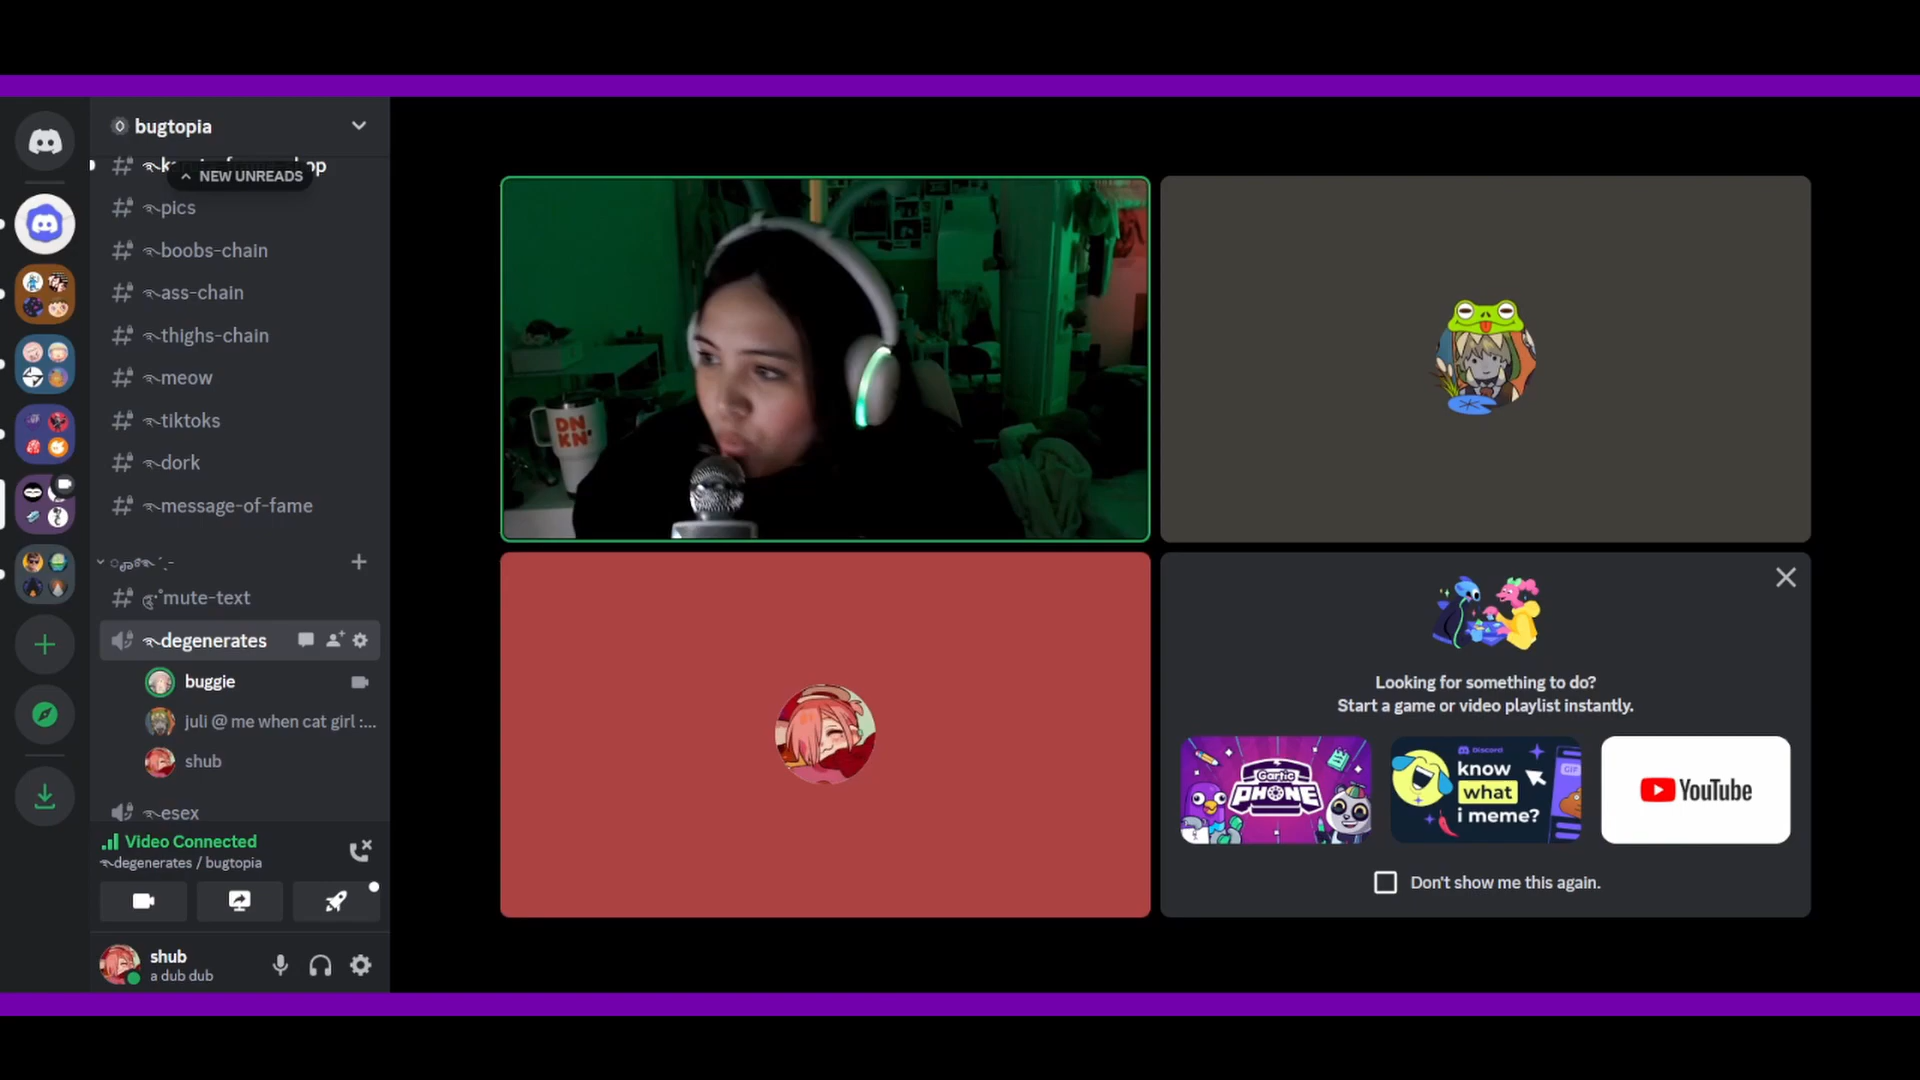 bugtopia
NEW UNREADS
pics
boobs-chain
ass-chain
thighs-chain
meow
tiktoks
dork
message-of-fame
mute-text
degenerates
buggie
juli @ me when cat girl :...
shub
esex
Video Connected
degenerates / bugtopia
shub
a dub dub
DN
KN'
Looking for something to do?
Start a game or video playlist instantly.
Gartic
PHONE
Discord
know
what
i meme?
GIF
YouTube
Don't show me this again.